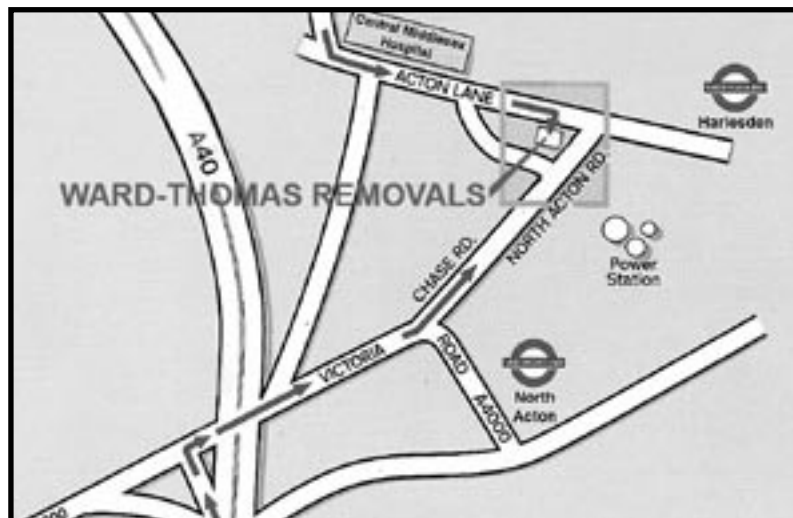 Central Middlesex
Hospital
ACTON LANE
Harlesden
A40
WARD-THOMAS REMOVALS
NORTH ACTON RD.
CHASE RD.
Power
Station
VICTORIA
ROAD
A4000
North
Acton